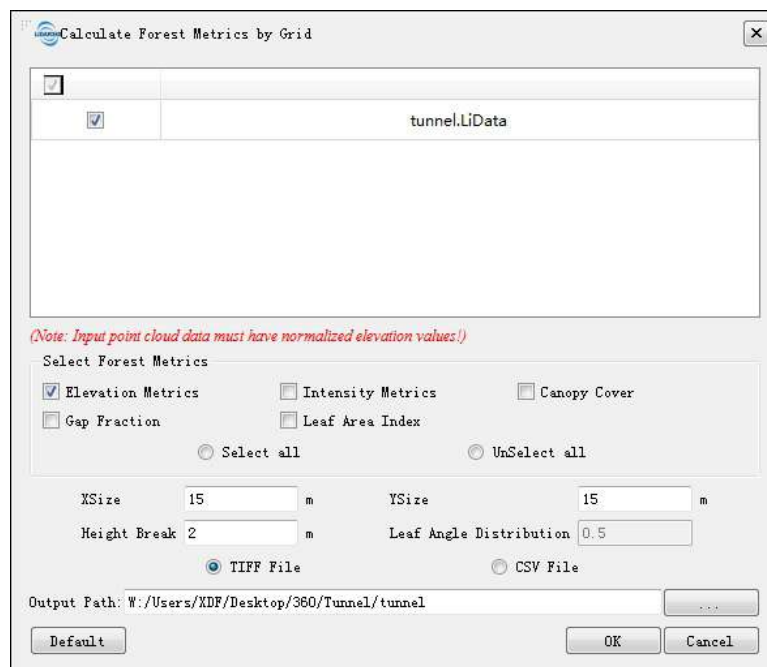 Calculate Forest Metrics by Grid
tunnel.LiData
(Note: Input point cloud data must have normalized elevation values!)
Select Forest Metrics
Elevation Metrics Intensity Metrics Canopy Cover
Gap Fraction Leaf Area Index
Select all UnSelect all
XSize 15 m YSize 15 m
Height Break 2 m Leaf Angle Distribution 0.5
TIFF File CSV File
Output Path: W:/Users/XDF/Desktop/360/Tunnel/tunnel ...
Default OK Cancel